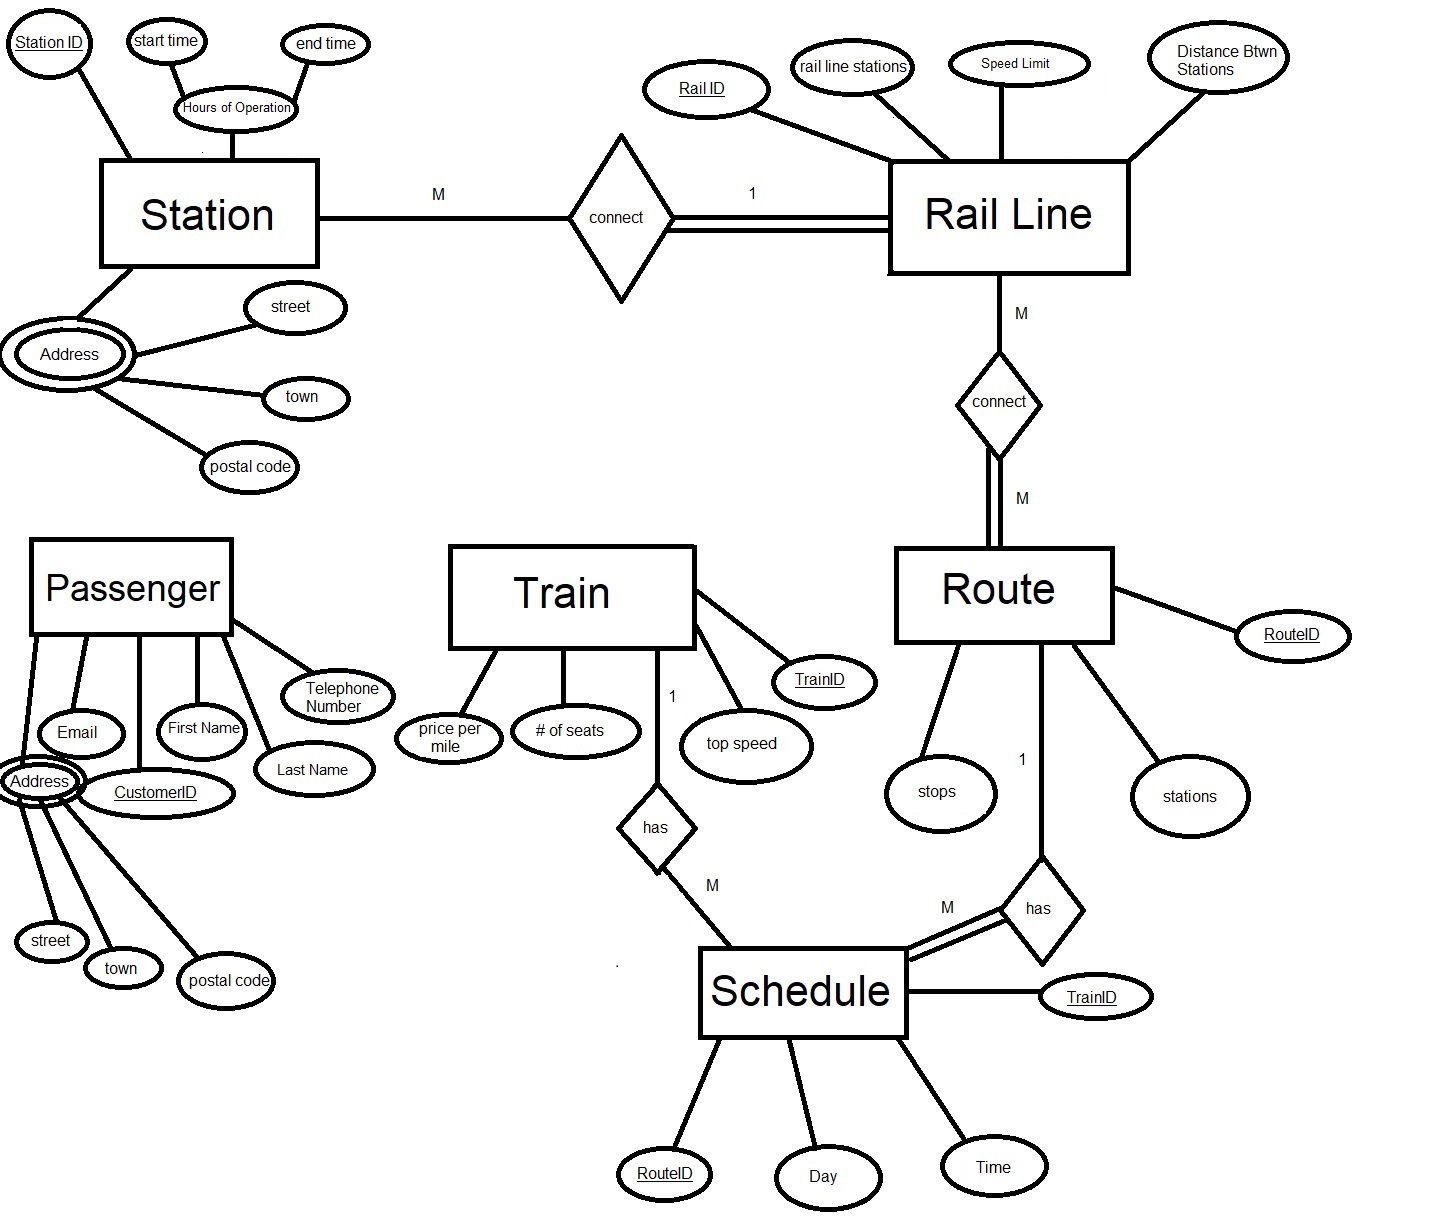 Station ID
start time
end time
Hours of Operation
Station
Rail ID
rail line stations
Speed Limit
Distance Btwn
Stations
M
connect
1
Rail Line
Address
street
town
postal code
M
connect
M
Passenger
Train
Route
RouteID
Email
First Name
Telephone
Number
Last Name
Address
CustomerID
street
town
postal code
price per
mile
# of seats
1
top speed
TrainID
has
M
stops
1
stations
M
has
Schedule
TrainID
RouteID
Day
Time